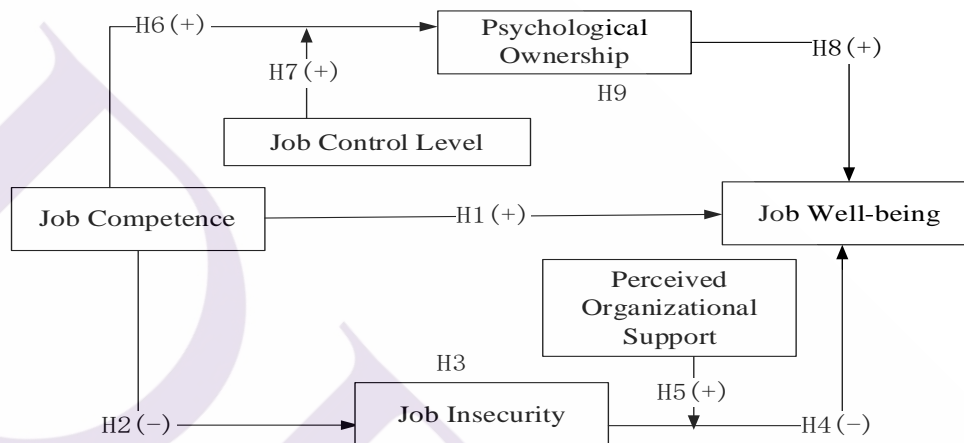 H6(+)
Psychological
Ownership
H8(+)
H7(+)
H9
Job Control Level
Job Competence
H1(+)
Job Well-being
Perceived
Organizational
Support
H3
H5(+)
H2(-)
Job Insecurity
H4(-)